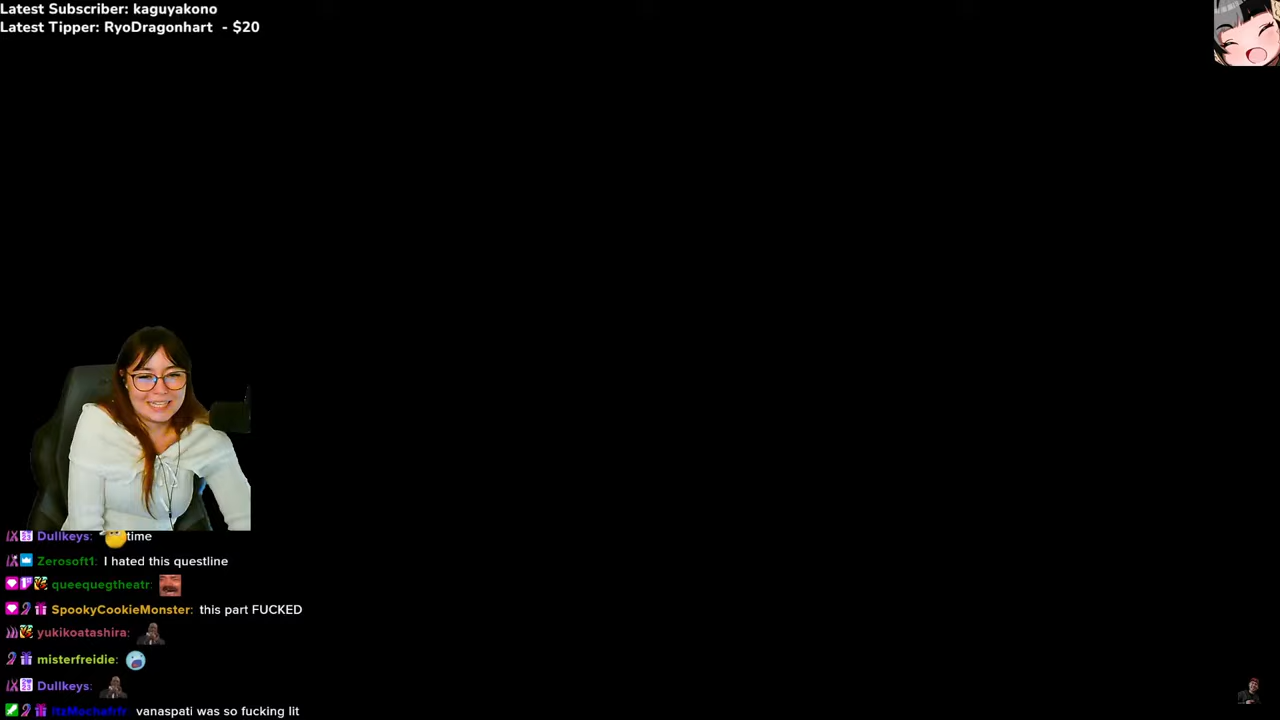 Latest Subscriber: kaguyakono
Latest Tipper: RyoDragonhart - $20
Dullkeys: time
Zerosoft1: I hated this questline
queequegtheatr:
SpookyCookieMonster: this part FUCKED
yukikoatashira:
misterfreidie:
Dullkeys:
ItzMochafrfr vanaspati was so fucking lit